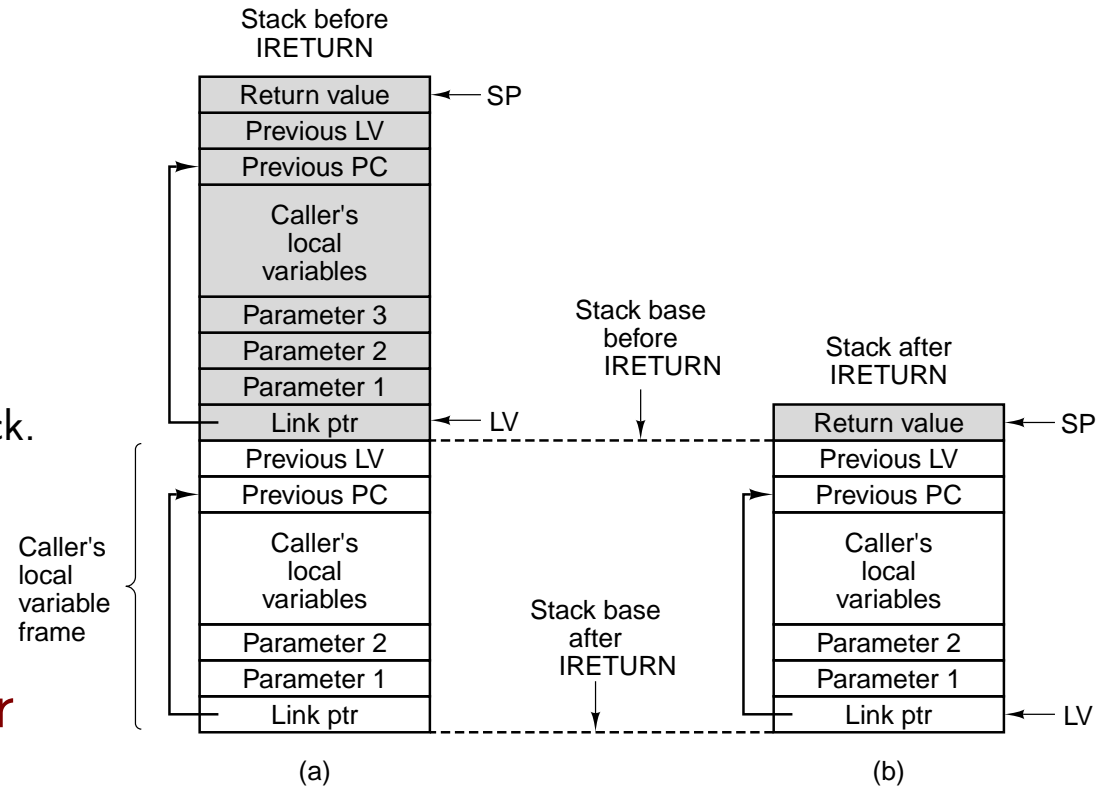 Stack before
IRETURN
Return value
SP
Previous LV
Previous PC
Caller's
local
variables
Parameter 3
Parameter 2
Parameter 1
Link ptr
LV
Previous LV
Previous PC
Caller's
local
variables
Parameter 2
Parameter 1
Link ptr
(a)
k.
Caller's
local
variable
frame
r
Stack base
before
IRETURN
Stack base
after
IRETURN
Stack after
IRETURN
Return value
SP
Previous LV
Previous PC
Caller's
local
variables
Parameter 2
Parameter 1
Link ptr
LV
(b)